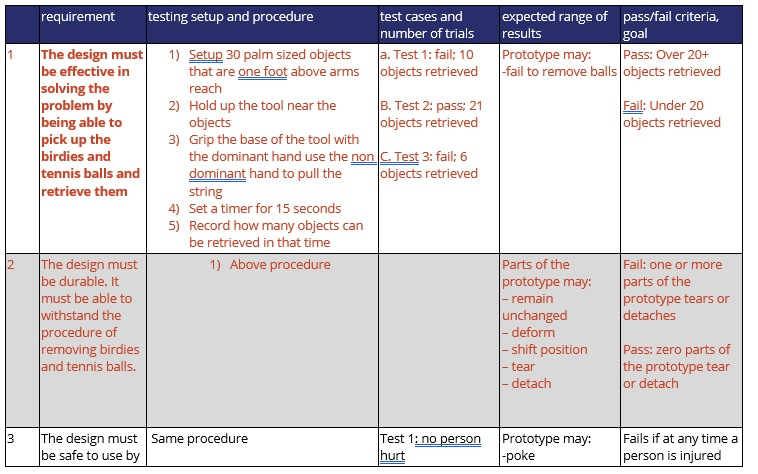 requirement
testing setup and procedure
test cases and
number of trials
expected range of
results
pass/fail criteria,
goal
1
The design must
be effective in
solving the
problem by
being able to
pick up the
birdies and
tennis balls and
retrieve them
1) Setup 30 palm sized objects
that are one foot above arms
reach
2) Hold up the tool near the
objects
3) Grip the base of the tool with
the dominant hand use the non
dominant hand to pull the
string
4) Set a timer for 15 seconds
5) Record how many objects can
be retrieved in that time
a. Test 1: fail; 10
objects retrieved
B. Test 2: pass; 21
objects retrieved
C. Test 3: fail; 6
objects retrieved
Prototype may:
-fail to remove balls
Pass: Over 20+
objects retrieved
Fail: Under 20
objects retrieved
2
The design must
be durable. It
must be able to
withstand the
procedure of
removing birdies
and tennis balls.
1) Above procedure
Parts of the
prototype may:
– remain
unchanged
– deform
– shift position
– tear
– detach
Fail: one or more
parts of the
prototype tears or
detaches
Pass: zero parts of
the prototype tear
or detach
3
The design must
be safe to use by
Same procedure
Test 1: no person
hurt
Prototype may:
-poke
Fails if at any time a
person is injured